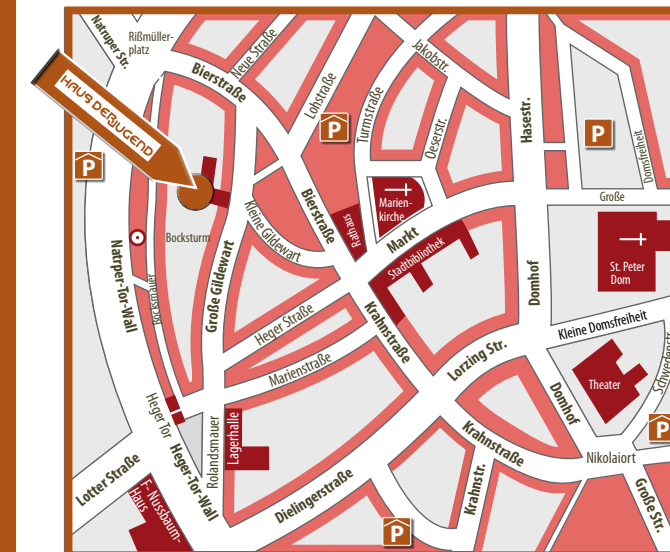 Natruper Str.
Rißmüller-
platz
Bierstraße
Neue Straße
Lohstraße
Turmstraße
Jakobstr.
Oeserstr.
Hasestr.
Domsfreiheit
HAUS DER JUGEND
P
P
P
Große
Marien-
kirche
Rathaus
Markt
Stadtbibliothek
Bierstraße
Kleine Gildewart
Große Gildewart
Bocksturm
Bocksmauer
Natrper-Tor-Wall
St. Peter
Dom
Domhof
Kleine Domsfreiheit
Heger Straße
Krahnstraße
Marienstraße
Lorzing Str.
Theater
Schwedenstr.
Domhof
P
Heger Tor
Heger-Tor-Wall
Rolandsmauer
Lagerhalle
Krahnstraße
Nikolaiort
Lotter Straße
F- Nussbaum-
Haus
Dielingerstraße
Krahnstr.
Große Str.
P